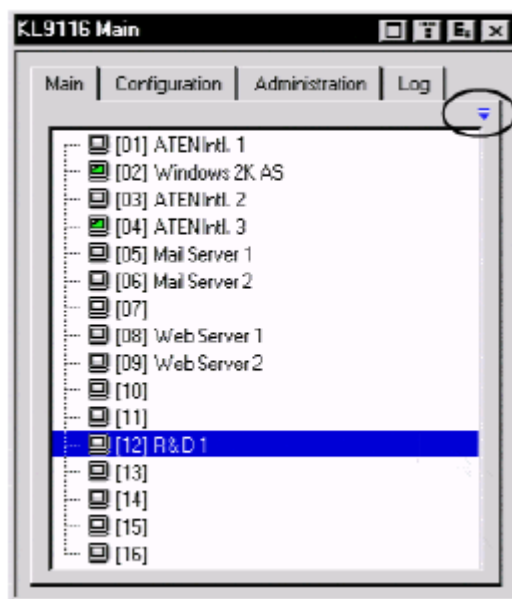 KL9116 Main
Main Configuration Administration Log
[01] ATEN Intl. 1
[02] Windows 2K AS
[03] ATEN Intl. 2
[04] ATEN Intl. 3
[05] Mail Server 1
[06] Mail Server 2
[07]
[08] Web Server 1
[09] Web Server 2
[10]
[11]
[12] R&D 1
[13]
[14]
[15]
[16]